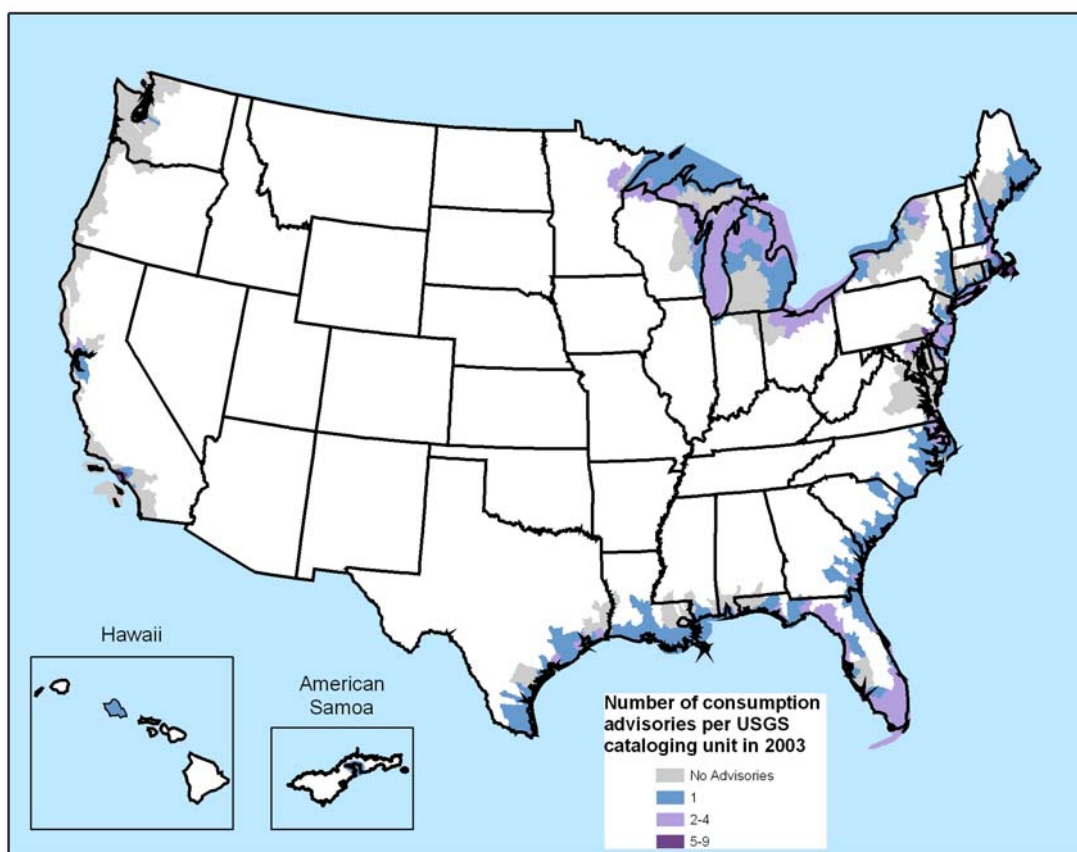 Hawaii
American
Samoa
Number of consumption
advisories per USGS
cataloging unit in 2003
No Advisories
1
2-4
5-9